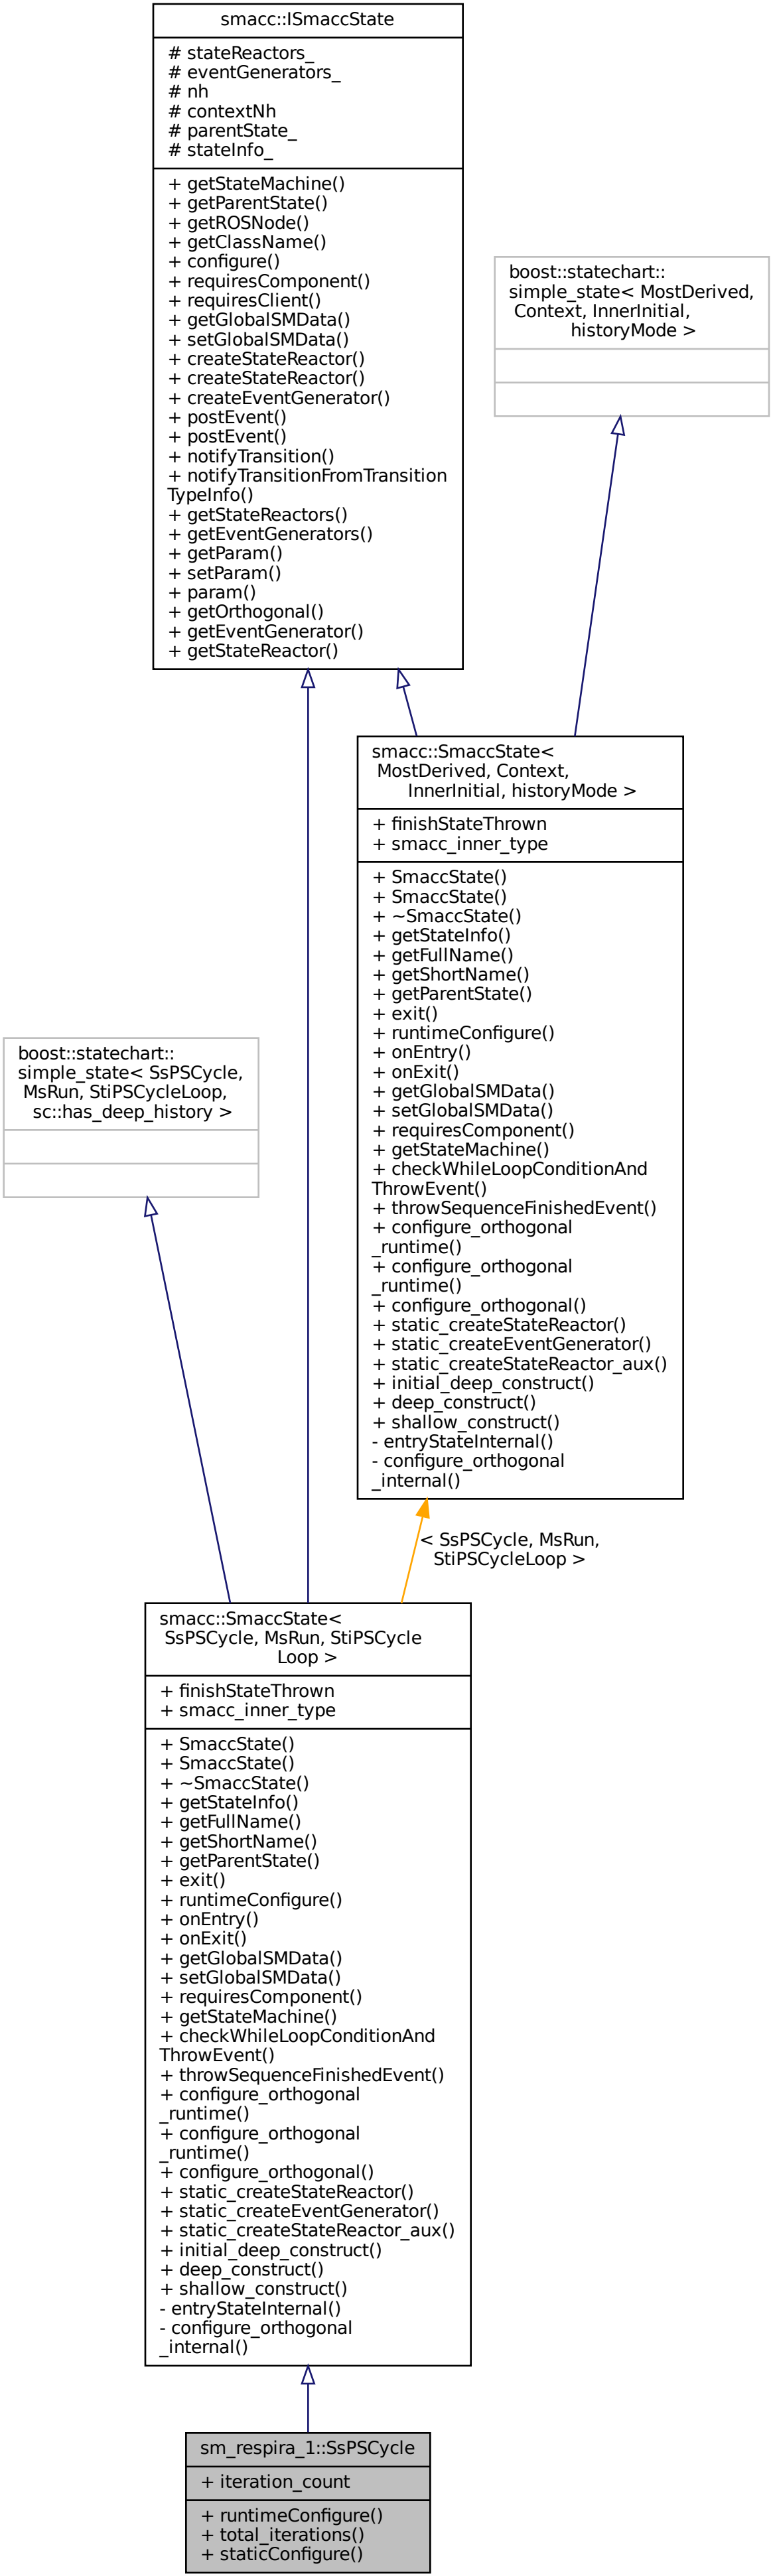 smacc::ISmaccState
# stateReactors_
# eventGenerators_
# nh
# contextNh
# parentState_
# stateInfo_
+ getStateMachine()
+ getParentState()
+ getROSNode()
+ getClassName()
+ configure()
+ requiresComponent()
+ requiresClient()
+ getGlobalSMData()
+ setGlobalSMData()
+ createStateReactor()
+ createStateReactor()
+ createEventGenerator()
+ postEvent()
+ postEvent()
+ notifyTransition()
+ notifyTransitionFromTransition
TypeInfo()
+ getStateReactors()
+ getEventGenerators()
+ getParam()
+ setParam()
+ param()
+ getOrthogonal()
+ getEventGenerator()
+ getStateReactor()
boost::statechart::
simple_state< MostDerived,
Context, InnerInitial,
historyMode >
smacc::SmaccState<
MostDerived, Context,
InnerInitial, historyMode >
+ finishStateThrown
+ smacc_inner_type
+ SmaccState()
+ SmaccState()
+ ~SmaccState()
+ getStateInfo()
+ getFullName()
+ getShortName()
+ getParentState()
+ exit()
+ runtimeConfigure()
+ onEntry()
+ onExit()
+ getGlobalSMData()
+ setGlobalSMData()
+ requiresComponent()
+ getStateMachine()
+ checkWhileLoopConditionAnd
ThrowEvent()
+ throwSequenceFinishedEvent()
+ configure_orthogonal
_runtime()
+ configure_orthogonal
_runtime()
+ configure_orthogonal()
+ static_createStateReactor()
+ static_createEventGenerator()
+ static_createStateReactor_aux()
+ initial_deep_construct()
+ deep_construct()
+ shallow_construct()
- entryStateInternal()
- configure_orthogonal
_internal()
boost::statechart::
simple_state< SsPSCycle,
MsRun, StiPSCycleLoop,
sc::has_deep_history >
< SsPSCycle, MsRun,
StiPSCycleLoop >
smacc::SmaccState<
SsPSCycle, MsRun, StiPSCycle
Loop >
+ finishStateThrown
+ smacc_inner_type
+ SmaccState()
+ SmaccState()
+ ~SmaccState()
+ getStateInfo()
+ getFullName()
+ getShortName()
+ getParentState()
+ exit()
+ runtimeConfigure()
+ onEntry()
+ onExit()
+ getGlobalSMData()
+ setGlobalSMData()
+ requiresComponent()
+ getStateMachine()
+ checkWhileLoopConditionAnd
ThrowEvent()
+ throwSequenceFinishedEvent()
+ configure_orthogonal
_runtime()
+ configure_orthogonal
_runtime()
+ configure_orthogonal()
+ static_createStateReactor()
+ static_createEventGenerator()
+ static_createStateReactor_aux()
+ initial_deep_construct()
+ deep_construct()
+ shallow_construct()
- entryStateInternal()
- configure_orthogonal
_internal()
sm_respira_1::SsPSCycle
+ iteration_count
+ runtimeConfigure()
+ total_iterations()
+ staticConfigure()